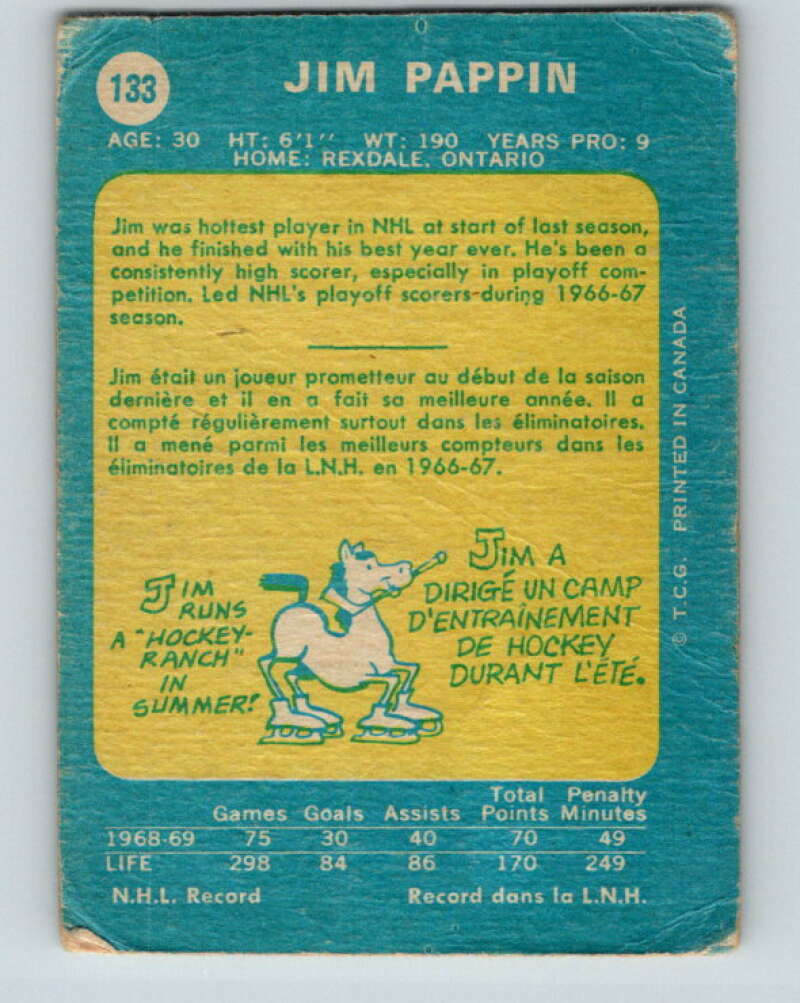 133
JIM PAPPIN
AGE: 30 HT: 6'1" WT: 190 YEARS PRO: 9
HOME: REXDALE, ONTARIO
Jim was hottest player in NHL at start of last season,
and he finished with his best year ever. He's been a
consistently high scorer, especially in playoff com-
petition. Led NHL's playoff scorers during 1966-67
season.
Jim était un joueur prometteur au début de la saison
dernière et il en a fait sa meilleure année. Il a
compté régulièrement surtout dans les éliminatoires.
Il a mené parmi les meilleurs compteurs dans les
éliminatoires de la L.N.H. en 1966-67.
JIM
RUNS
A "HOCKEY-
RANCH"
IN
SUMMER!
JIM A
DIRIGÉ UN CAMP
D'ENTRAÎNEMENT
DE HOCKEY
DURANT L'ÉTÉ.
© T.C.G. PRINTED IN CANADA
Total Penalty
Games Goals Assists Points Minutes
1968-69 75 30 40 70 49
LIFE 298 84 86 170 249
N.H.L. Record Record dans la L.N.H.